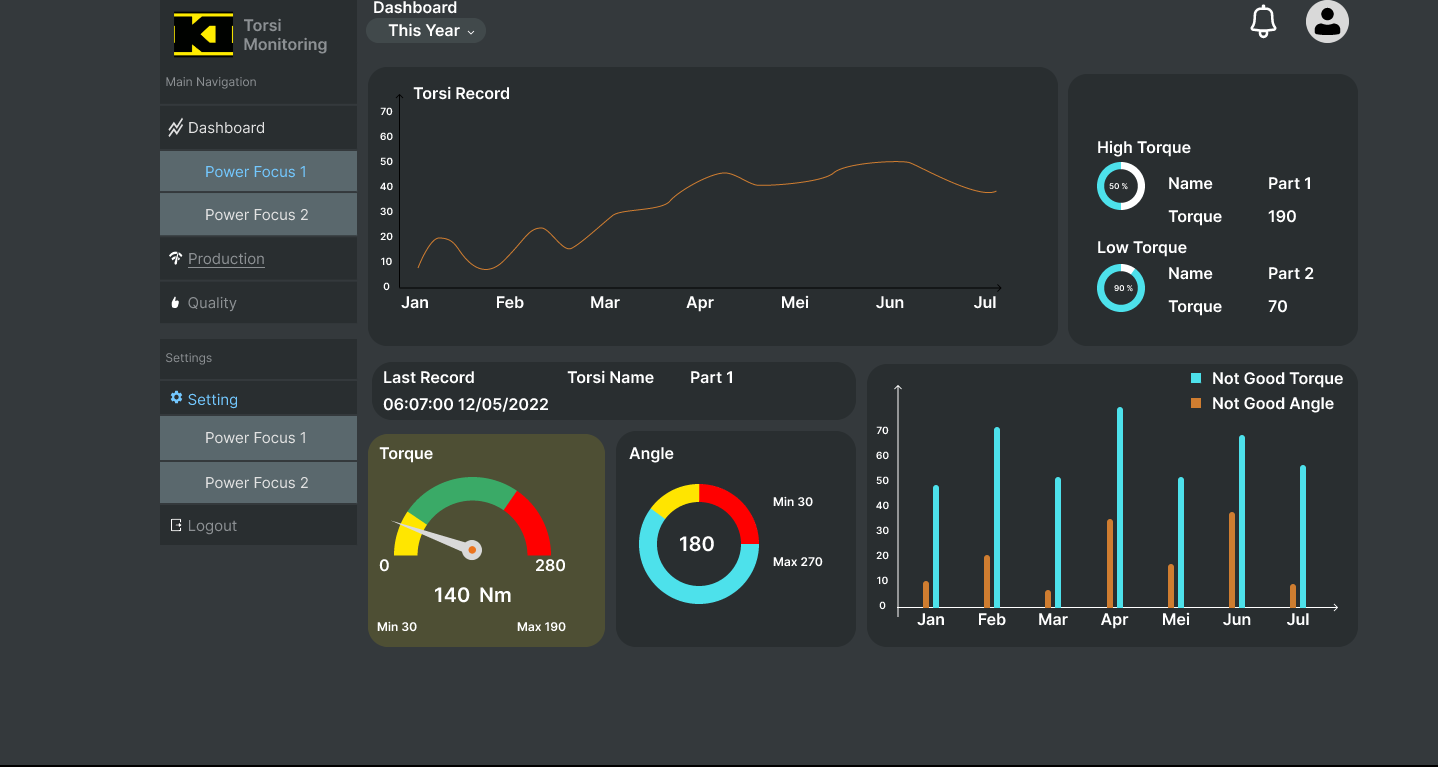 Torsi
Monitoring
Main Navigation
Dashboard
Power Focus 1
Power Focus 2
Production
Quality
Settings
Setting
Power Focus 1
Power Focus 2
Logout
Dashboard
This Year
Torsi Record
70
60
50
40
30
20
10
0
Jan Feb Mar Apr Mei Jun Jul
High Torque
50 %
Name Part 1
Torque 190
Low Torque
90 %
Name Part 2
Torque 70
Last Record Torsi Name Part 1
06:07:00 12/05/2022
Torque
0 280
140 Nm
Min 30 Max 190
Angle
180
Min 30
Max 270
Not Good Torque
Not Good Angle
70
60
50
40
30
20
10
0
Jan Feb Mar Apr Mei Jun Jul